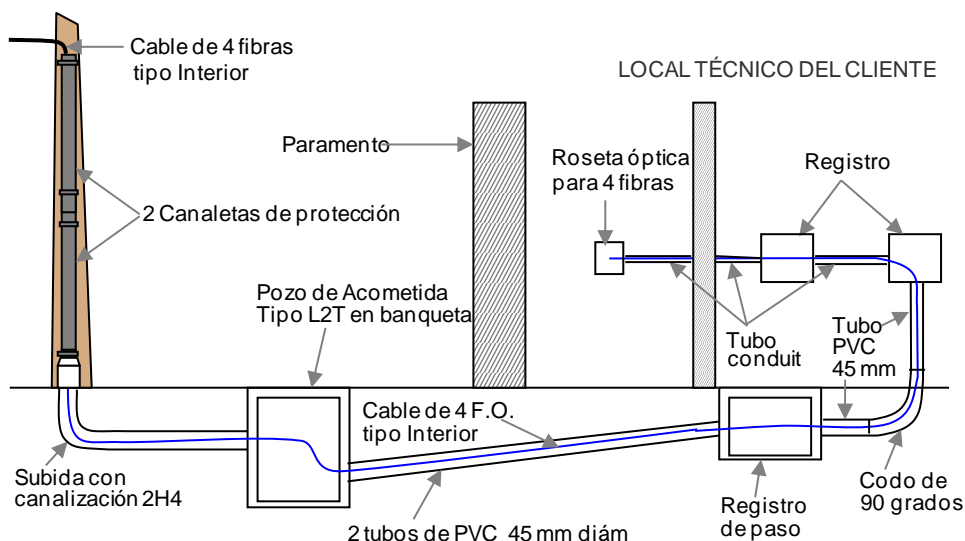 Cable de 4 fibras
tipo Interior
LOCAL TÉCNICO DEL CLIENTE
Paramento
Roseta óptica
para 4 fibras
Registro
2 Canaletas de protección
Pozo de Acometida
Tipo L2T en banqueta
Tubo
conduit
Tubo
PVC
45 mm
Cable de 4 F.O.
tipo Interior
Subida con
canalización 2H4
2 tubos de PVC 45 mm diám
Registro
de paso
Codo de
90 grados